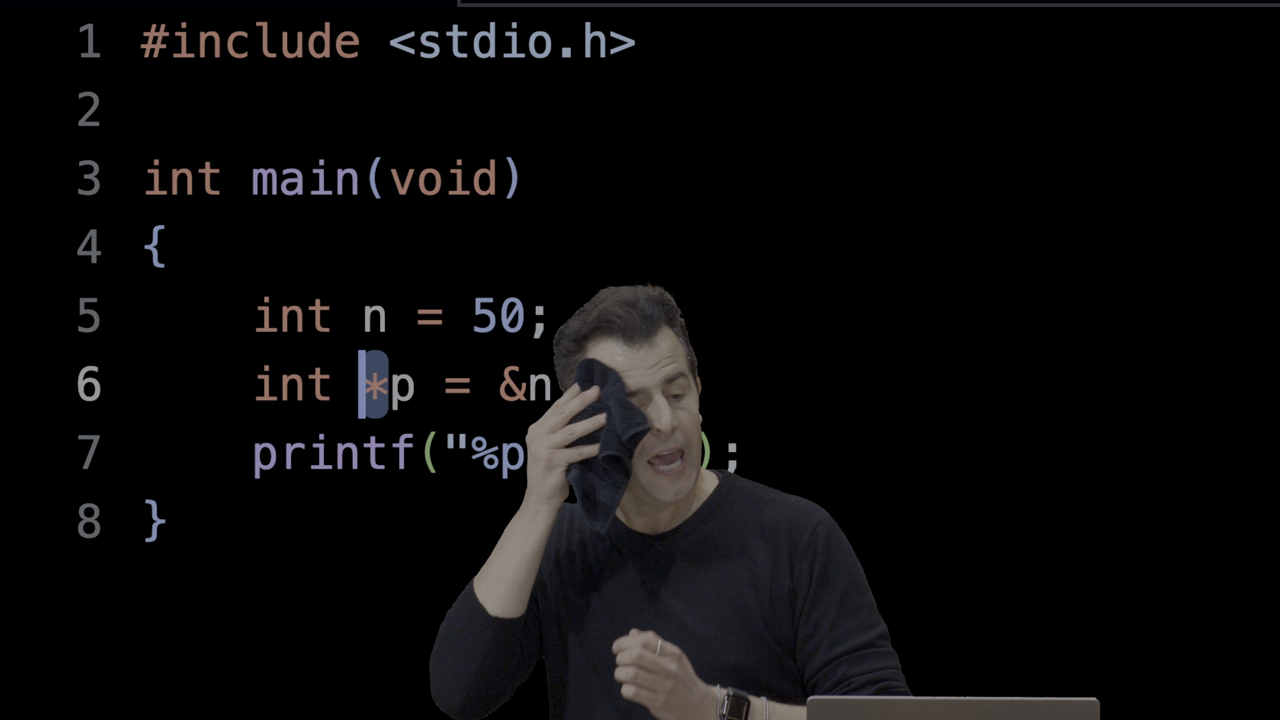 1 #include <stdio.h>
2
3 int main(void)
4 {
5 int n = 50;
6 int *p = &n
7 printf("%p );
8 }